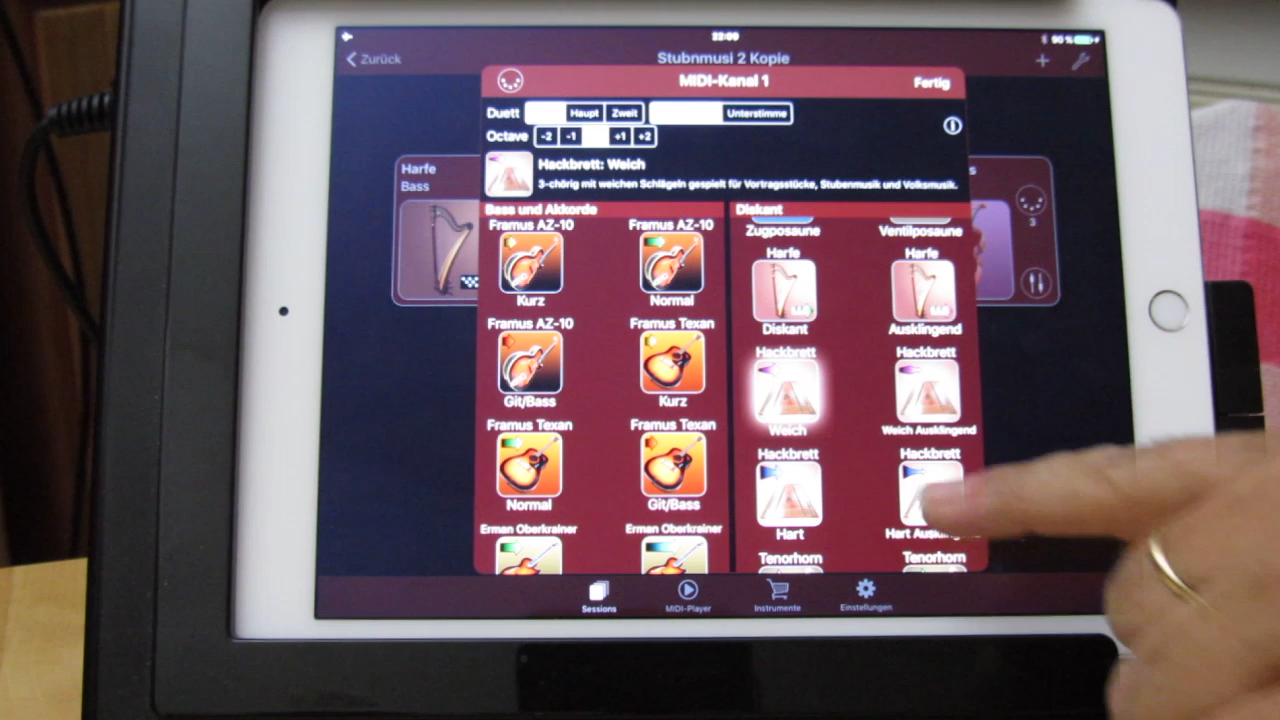 22:09
90 %
Zurück
Stubnmusi 2 Kopie
MIDI-Kanal 1
Fertig
Duett
Haupt
Zweit
Unterstimme
Octave
-2
-1
+1
+2
Harfe
Bass
Hackbrett: Weich
3-chörig mit weichen Schlägeln gespielt für Vortragsstücke, Stubenmusik und Volksmusik.
s
3
Bass und Akkorde
Diskant
Framus AZ-10
Kurz
Framus AZ-10
Normal
Framus AZ-10
Git/Bass
Framus Texan
Kurz
Framus Texan
Normal
Framus Texan
Git/Bass
Erman Oberkrainer
Erman Oberkrainer
Zugposaune
Ventilposaune
Harfe
Diskant
Harfe
Ausklingend
Hackbrett
Weich
Hackbrett
Weich Ausklingend
Hackbrett
Hart
Hackbrett
Hart
Tenorhorn
Tenorhorn
Sessions
MIDI-Player
Instrumente
Einstellungen